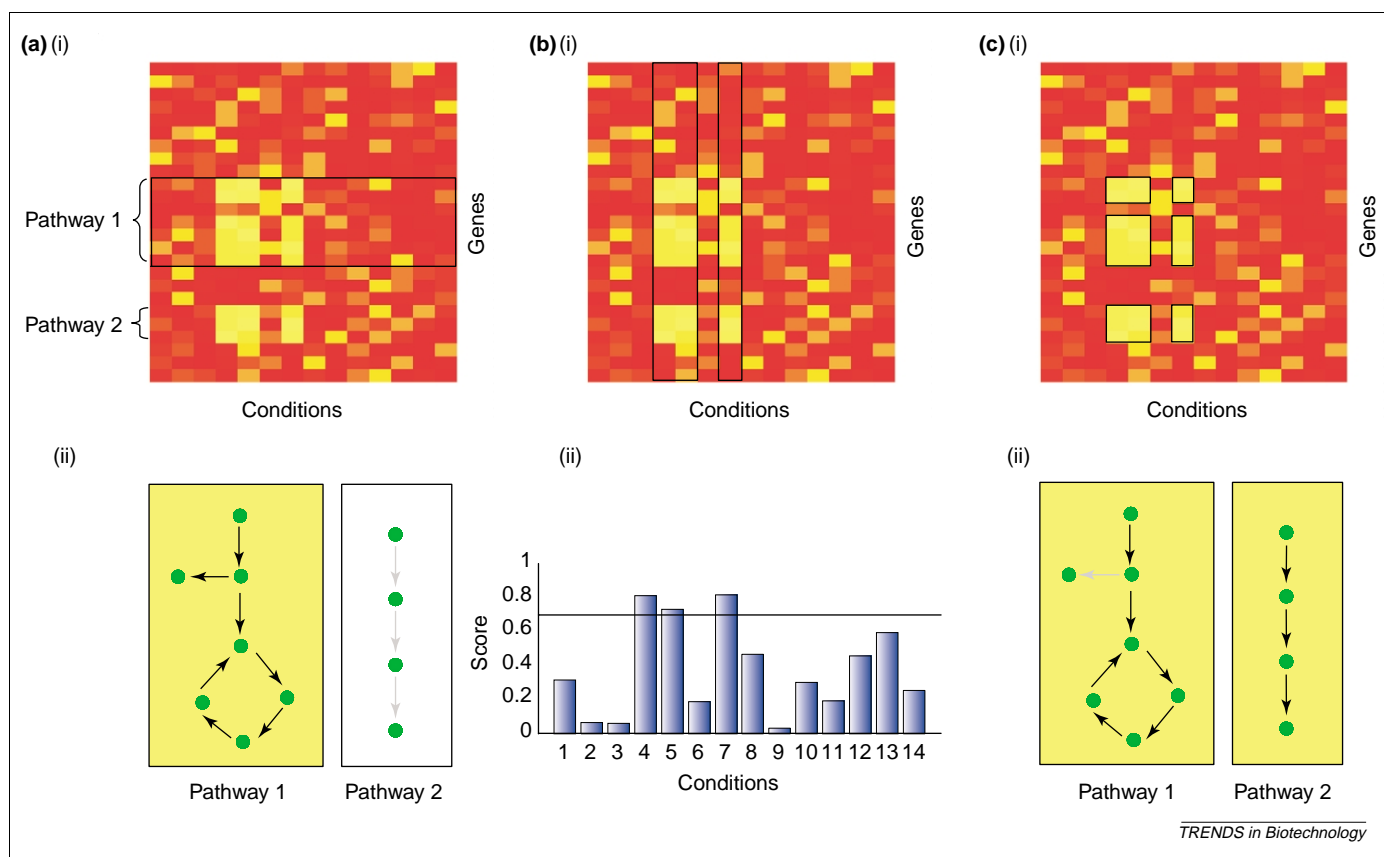 (a) (i)
Pathway 1
Pathway 2
Genes
Conditions
(b) (i)
Genes
Conditions
(c) (i)
Genes
Conditions
(ii)
Pathway 1
Pathway 2
(ii)
Score
1
0.8
0.6
0.4
0.2
0
1 2 3 4 5 6 7 8 9 10 11 12 13 14
Conditions
(ii)
Pathway 1
Pathway 2
TRENDS in Biotechnology